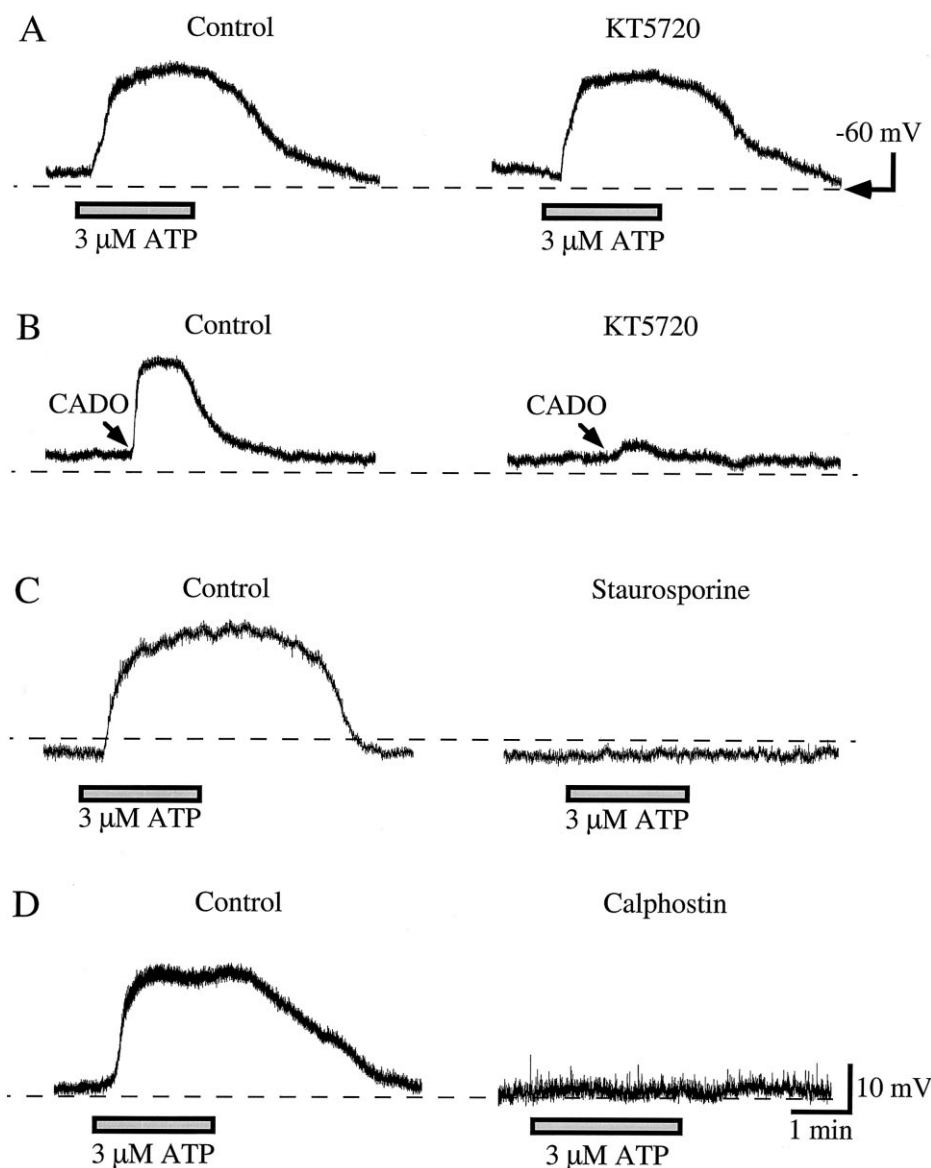 A
Control
KT5720
-60 mV
3 μM ATP
3 μM ATP
B
Control
KT5720
CADO
CADO
C
Control
Staurosporine
3 μM ATP
3 μM ATP
D
Control
Calphostin
10 mV
1 min
3 μM ATP
3 μM ATP